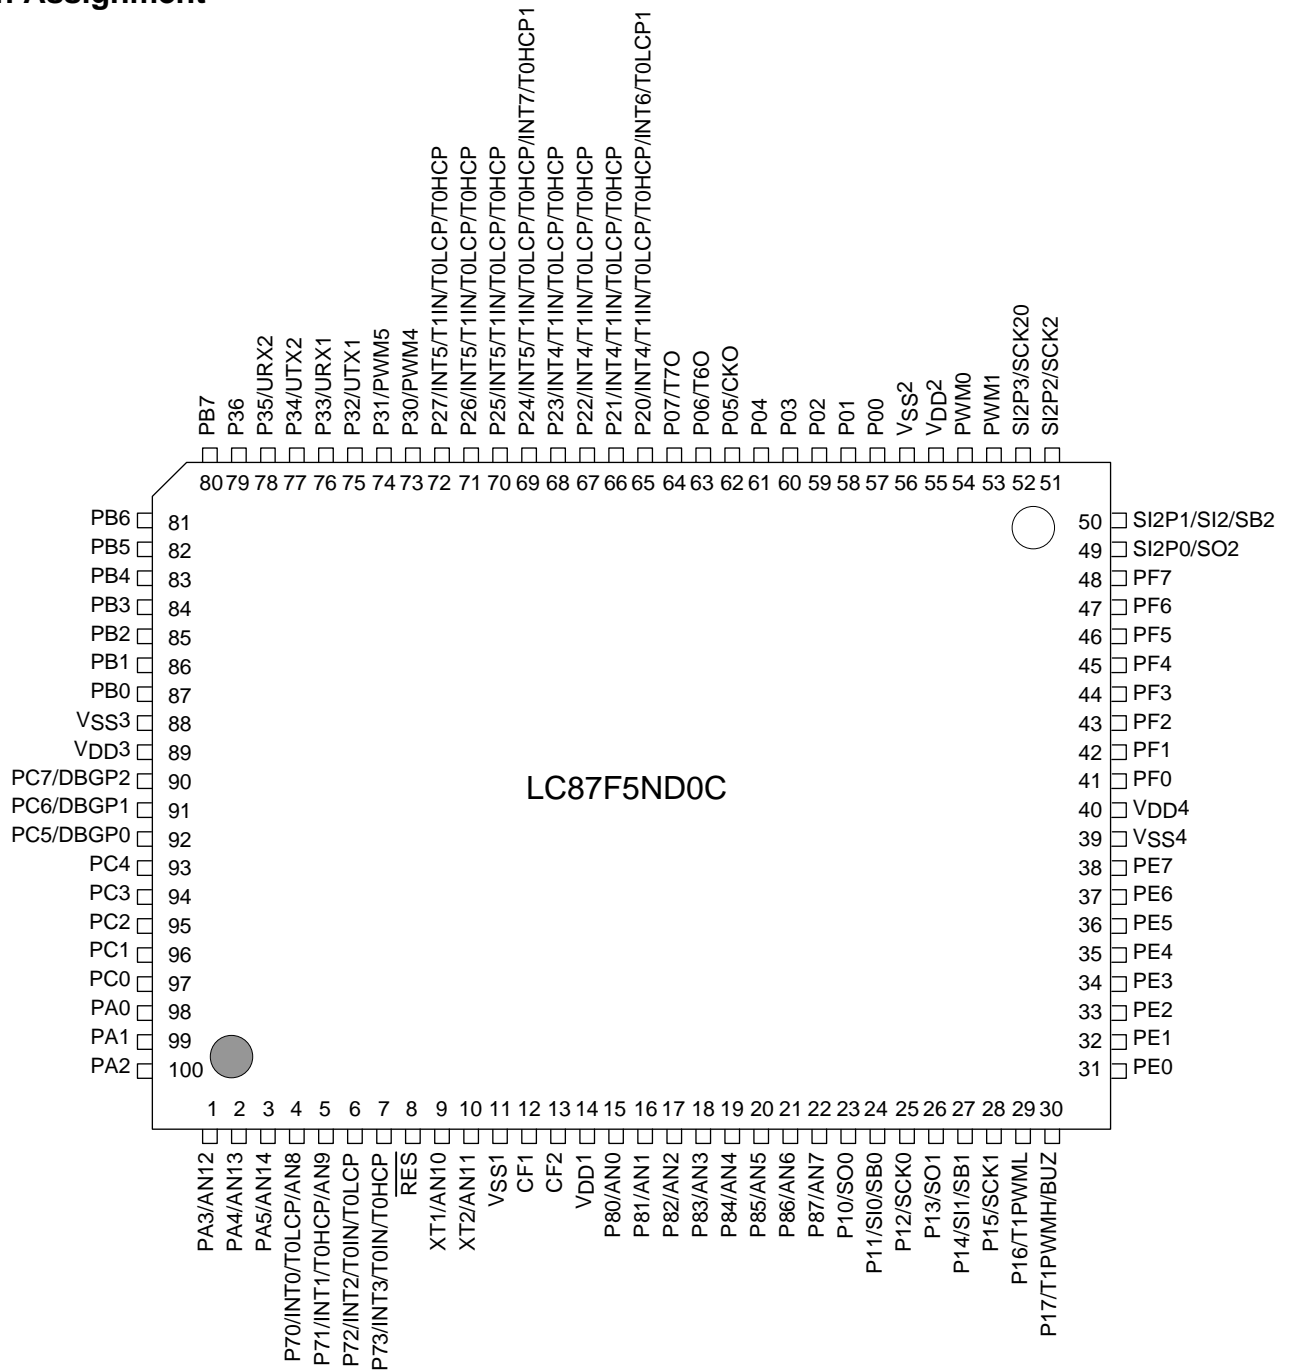 Assignment
PB7
P36
P35/URX2
P34/UTX2
P33/URX1
P32/UTX1
P31/PWM5
P30/PWM4
P27/INT5/T1IN/T0LCP/T0HCP
P26/INT5/T1IN/T0LCP/T0HCP
P25/INT5/T1IN/T0LCP/T0HCP
P24/INT5/T1IN/T0LCP/T0HCP/INT7/T0HCP1
P23/INT4/T1IN/T0LCP/T0HCP
P22/INT4/T1IN/T0LCP/T0HCP
P21/INT4/T1IN/T0LCP/T0HCP
P20/INT4/T1IN/T0LCP/T0HCP/INT6/T0LCP1
P07/T7O
P06/T6O
P05/CKO
P04
P03
P02
P01
P00
VSS2
VDD2
PWM0
PWM1
SI2P3/SCK20
SI2P2/SCK2
80 79 78 77 76 75 74 73 72 71 70 69 68 67 66 65 64 63 62 61 60 59 58 57 56 55 54 53 52 51
PB6 81
PB5 82
PB4 83
PB3 84
PB2 85
PB1 86
PB0 87
VSS3 88
VDD3 89
PC7/DBGP2 90
PC6/DBGP1 91
PC5/DBGP0 92
PC4 93
PC3 94
PC2 95
PC1 96
PC0 97
PA0 98
PA1 99
PA2 100
LC87F5ND0C
50 SI2P1/SI2/SB2
49 SI2P0/SO2
48 PF7
47 PF6
46 PF5
45 PF4
44 PF3
43 PF2
42 PF1
41 PF0
40 VDD4
39 VSS4
38 PE7
37 PE6
36 PE5
35 PE4
34 PE3
33 PE2
32 PE1
31 PE0
1 2 3 4 5 6 7 8 9 10 11 12 13 14 15 16 17 18 19 20 21 22 23 24 25 26 27 28 29 30
PA3/AN12
PA4/AN13
PA5/AN14
P70/INT0/T0LCP/AN8
P71/INT1/T0HCP/AN9
P72/INT2/T0IN/T0LCP
P73/INT3/T0IN/T0HCP
RES
XT1/AN10
XT2/AN11
VSS1
CF1
CF2
VDD1
P80/AN0
P81/AN1
P82/AN2
P83/AN3
P84/AN4
P85/AN5
P86/AN6
P87/AN7
P10/SO0
P11/SI0/SB0
P12/SCK0
P13/SO1
P14/SI1/SB1
P15/SCK1
P16/T1PWML
P17/T1PWMH/BUZ